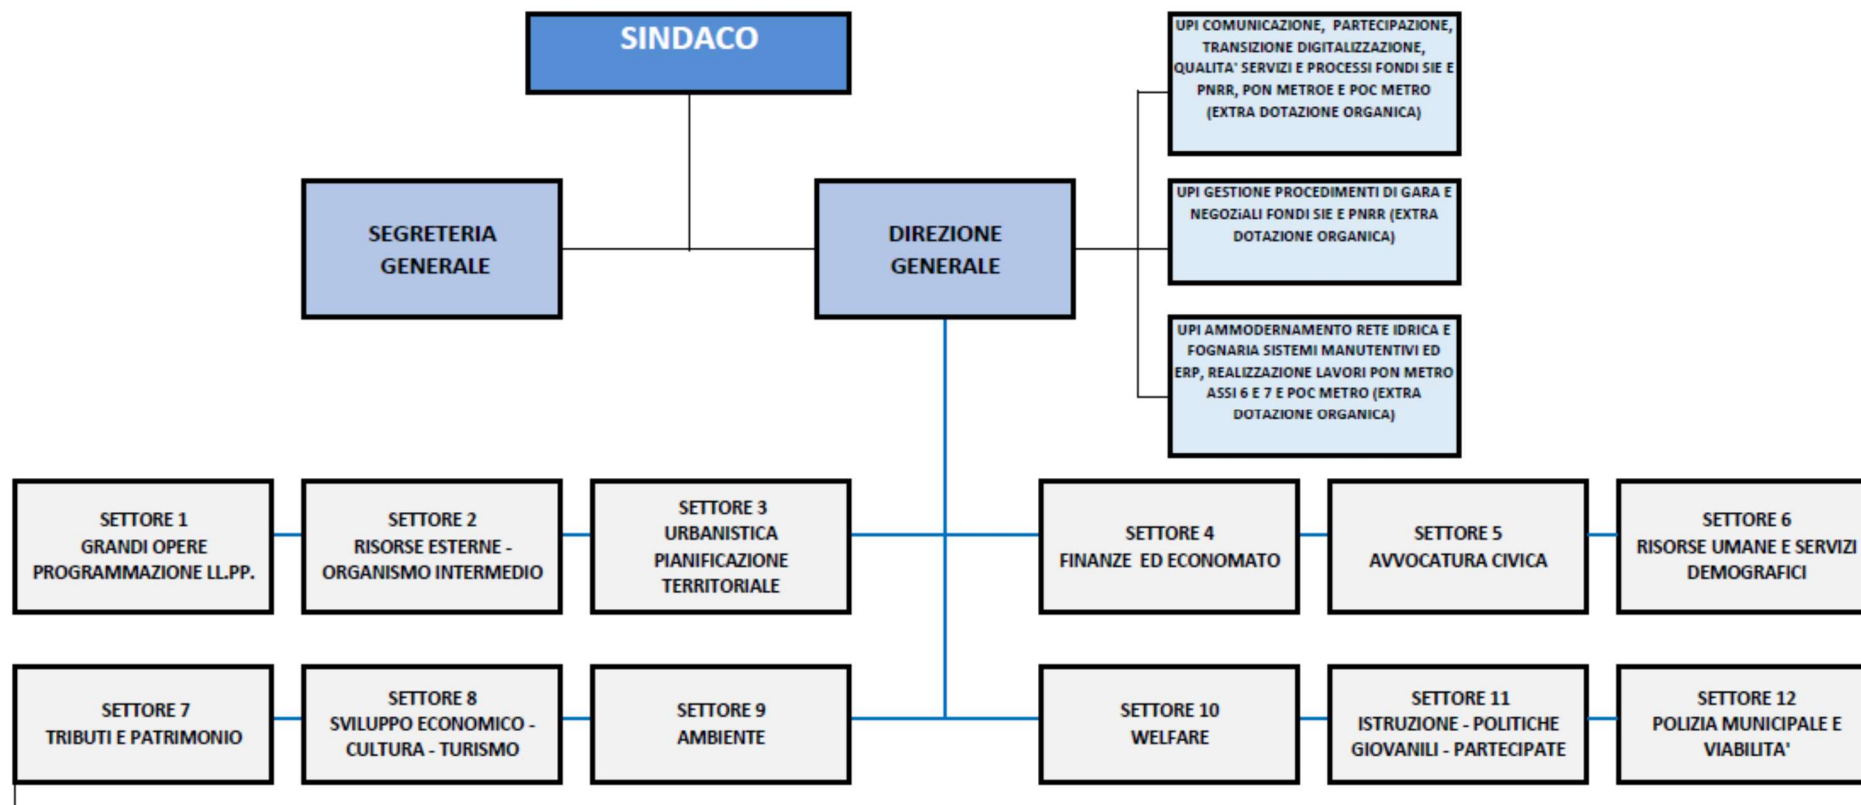 SINDACO
UPI COMUNICAZIONE, PARTECIPAZIONE,
TRANSIZIONE DIGITALIZZAZIONE,
QUALITA' SERVIZI E PROCESSI FONDI SIE E
PNRR, PON METROE E POC METRO
(EXTRA DOTAZIONE ORGANICA)
SEGRETERIA
GENERALE
DIREZIONE
GENERALE
UPI GESTIONE PROCEDIMENTI DI GARA E
NEGOZiALI FONDI SIE E PNRR (EXTRA
DOTAZIONE ORGANICA)
UPI AMMODERNAMENTO RETE IDRICA E
FOGNARIA SISTEMI MANUTENTIVI ED
ERP, REALIZZAZIONE LAVORI PON METRO
ASSI 6 E 7 E POC METRO (EXTRA
DOTAZIONE ORGANICA)
SETTORE 1
GRANDI OPERE
PROGRAMMAZIONE LL.PP.
SETTORE 2
RISORSE ESTERNE -
ORGANISMO INTERMEDIO
SETTORE 3
URBANISTICA
PIANIFICAZIONE
TERRITORIALE
SETTORE 4
FINANZE ED ECONOMATO
SETTORE 5
AVVOCATURA CIVICA
SETTORE 6
RISORSE UMANE E SERVIZI
DEMOGRAFICI
SETTORE 7
TRIBUTI E PATRIMONIO
SETTORE 8
SVILUPPO ECONOMICO -
CULTURA - TURISMO
SETTORE 9
AMBIENTE
SETTORE 10
WELFARE
SETTORE 11
ISTRUZIONE - POLITICHE
GIOVANILI - PARTECIPATE
SETTORE 12
POLIZIA MUNICIPALE E
VIABILITA'